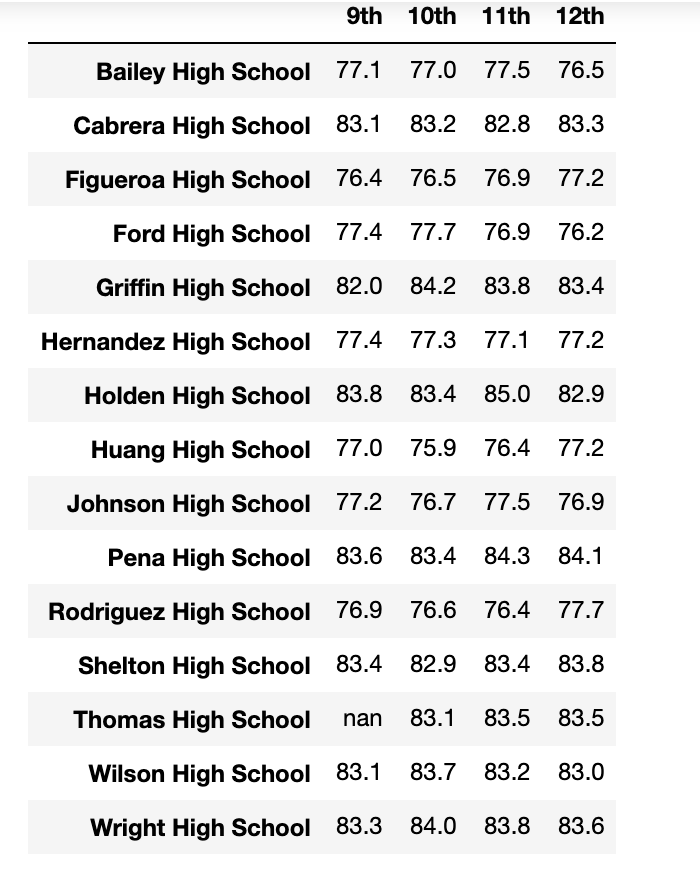 9th 10th 11th 12th
Bailey High School 77.1 77.0 77.5 76.5
Cabrera High School 83.1 83.2 82.8 83.3
Figueroa High School 76.4 76.5 76.9 77.2
Ford High School 77.4 77.7 76.9 76.2
Griffin High School 82.0 84.2 83.8 83.4
Hernandez High School 77.4 77.3 77.1 77.2
Holden High School 83.8 83.4 85.0 82.9
Huang High School 77.0 75.9 76.4 77.2
Johnson High School 77.2 76.7 77.5 76.9
Pena High School 83.6 83.4 84.3 84.1
Rodriguez High School 76.9 76.6 76.4 77.7
Shelton High School 83.4 82.9 83.4 83.8
Thomas High School nan 83.1 83.5 83.5
Wilson High School 83.1 83.7 83.2 83.0
Wright High School 83.3 84.0 83.8 83.6